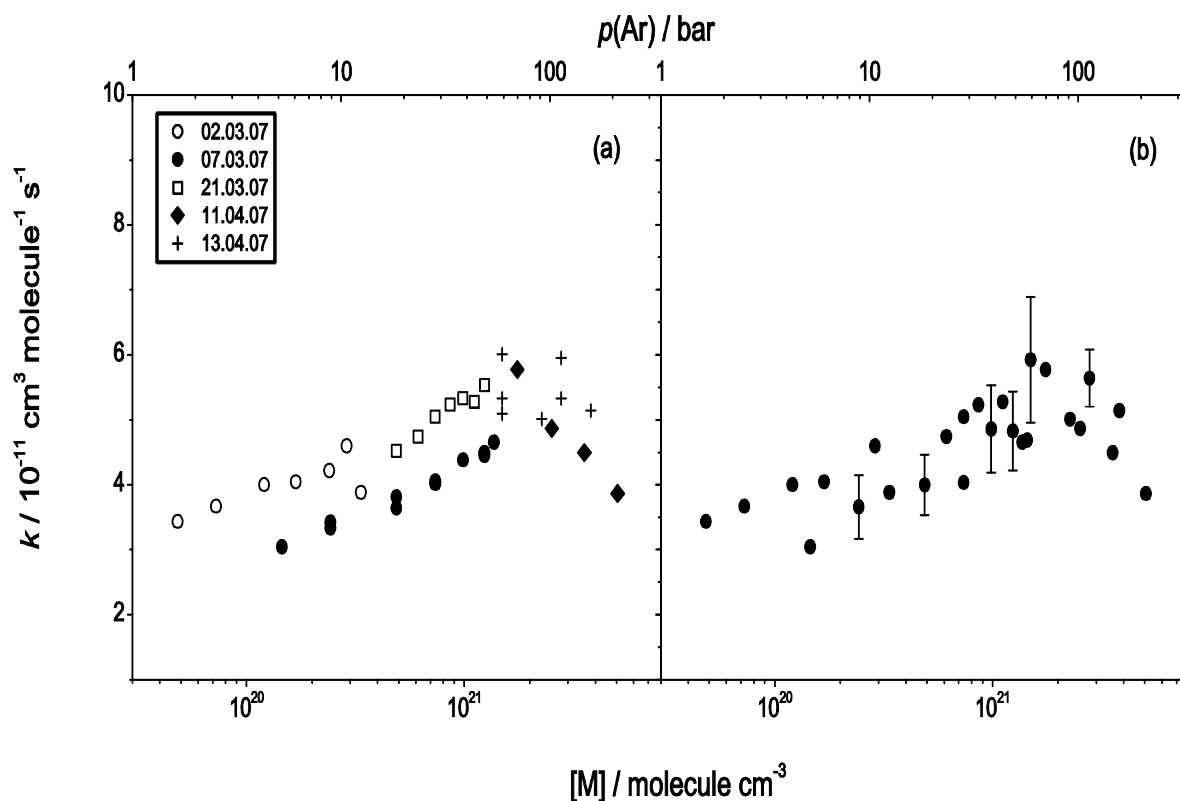 p(Ar) / bar
1 10 100 1 10 100
10
8
6
4
2
k / 10⁻¹¹ cm³ molecule⁻¹ s⁻¹
02.03.07
07.03.07
21.03.07
11.04.07
13.04.07
(a)
(b)
10²⁰ 10²¹ 10²⁰ 10²¹
[M] / molecule cm⁻³